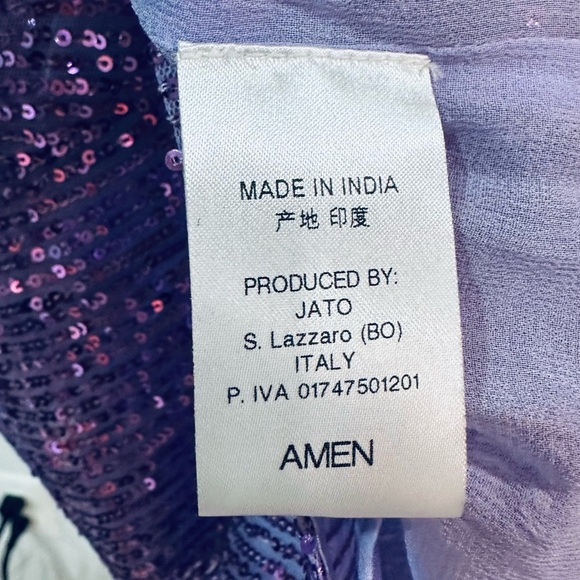 MADE IN INDIA
产地 印度
PRODUCED BY:
JATO
S. Lazzaro (BO)
ITALY
P. IVA 01747501201
AMEN